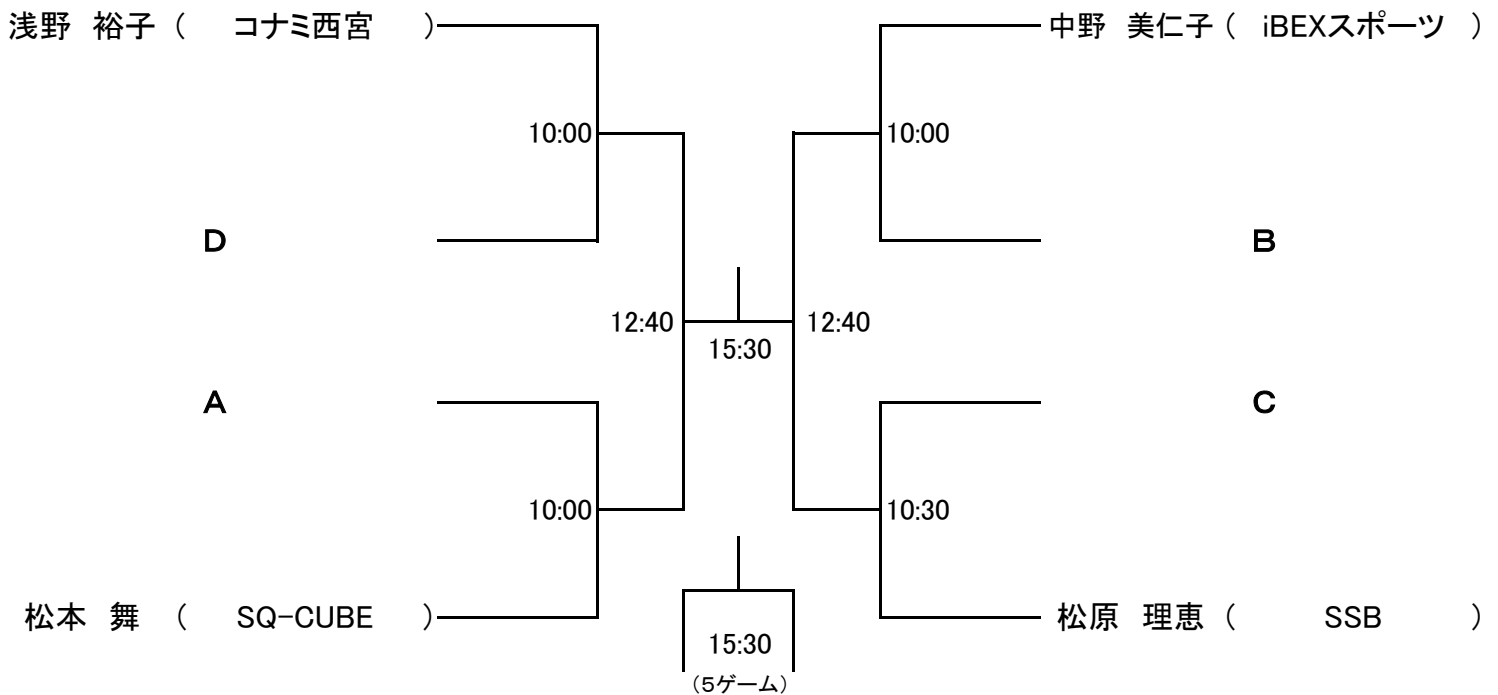 浅野 裕子 ( コナミ西宮 )
中野 美仁子 ( iBEXスポーツ )
10:00
10:00
D
B
12:40
12:40
15:30
A
C
10:00
10:30
松本 舞 ( SQ-CUBE )
松原 理恵 ( SSB )
15:30
(5ゲーム)